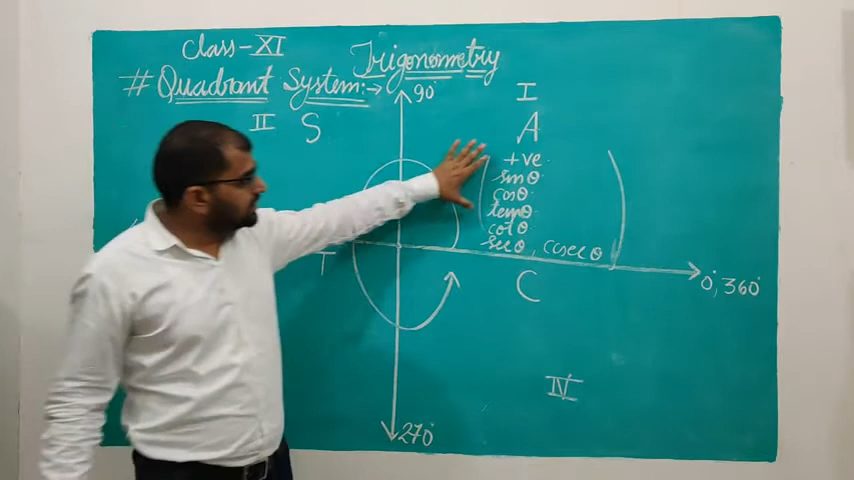 Class-XI
Trigonometry
# Quadrant System:→
90°
I
II S
A
+ve
sinθ
cosθ
tanθ
cotθ
secθ, cosecθ
T
0°, 360°
C
IV
270°